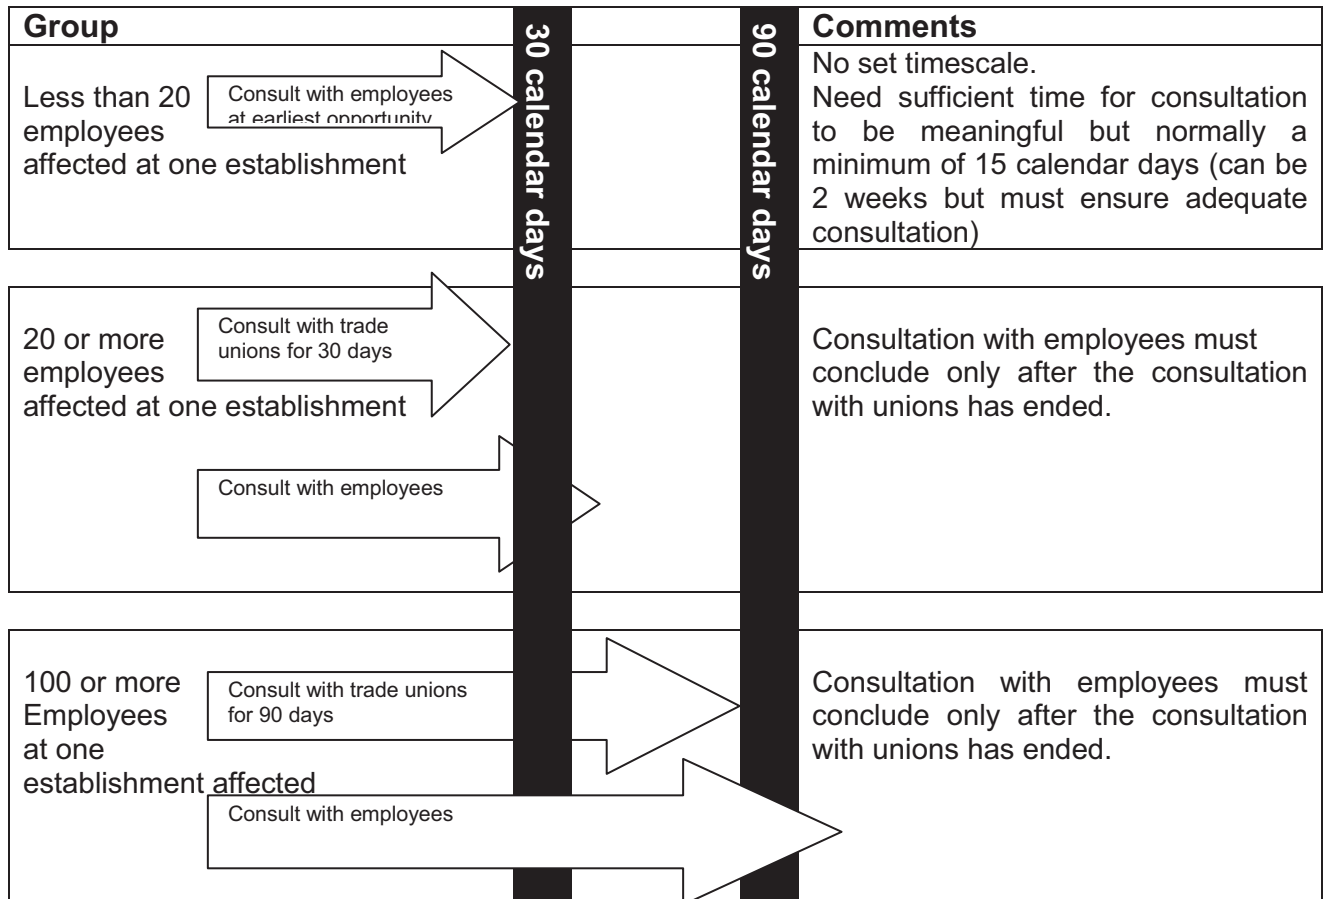 Group
30 calendar days
90 calendar days
Comments
Less than 20
employees
affected at one establishment
Consult with employees
at earliest opportunity
No set timescale.
Need sufficient time for consultation
to be meaningful but normally a
minimum of 15 calendar days (can be
2 weeks but must ensure adequate
consultation)
20 or more
employees
affected at one establishment
Consult with trade
unions for 30 days
Consult with employees
Consultation with employees must
conclude only after the consultation
with unions has ended.
100 or more
Employees
at one
establishment affected
Consult with trade unions
for 90 days
Consult with employees
Consultation with employees must
conclude only after the consultation
with unions has ended.